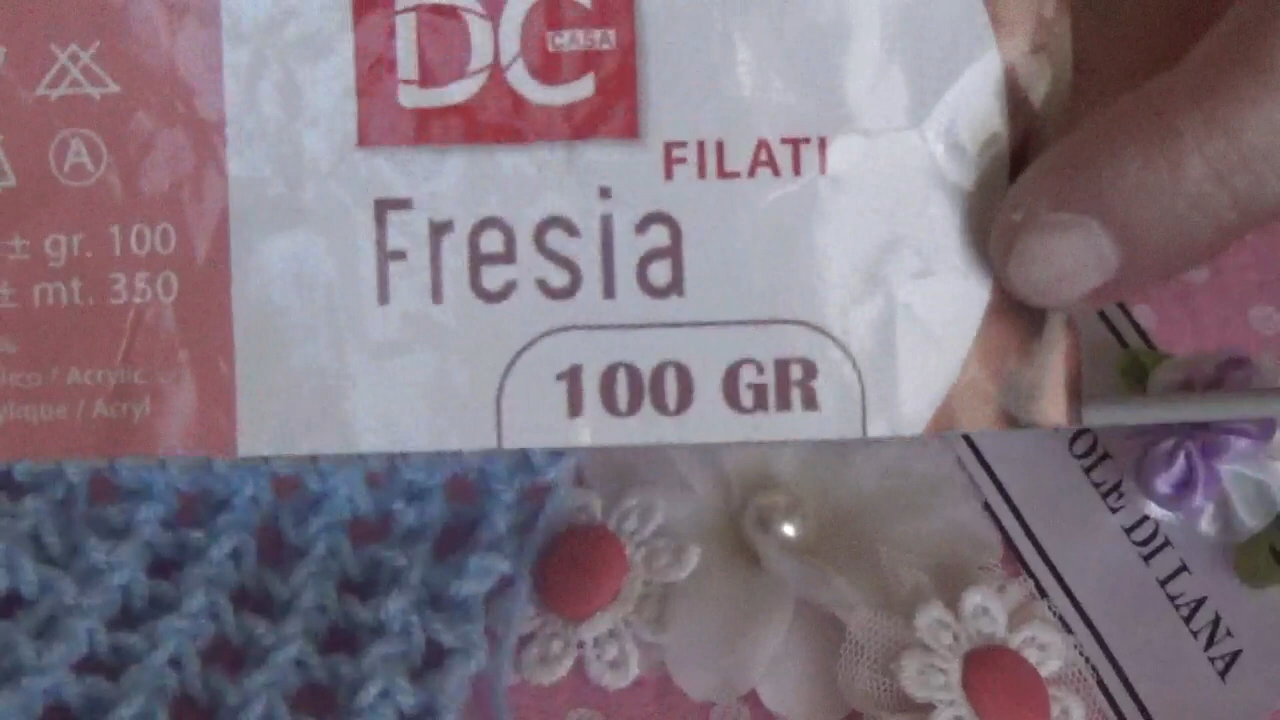 DC
CASA
FILATI
Fresia
100 GR
A
± gr. 100
± mt. 350
/ Acrylic
/ Acryl
OLE DI LANA